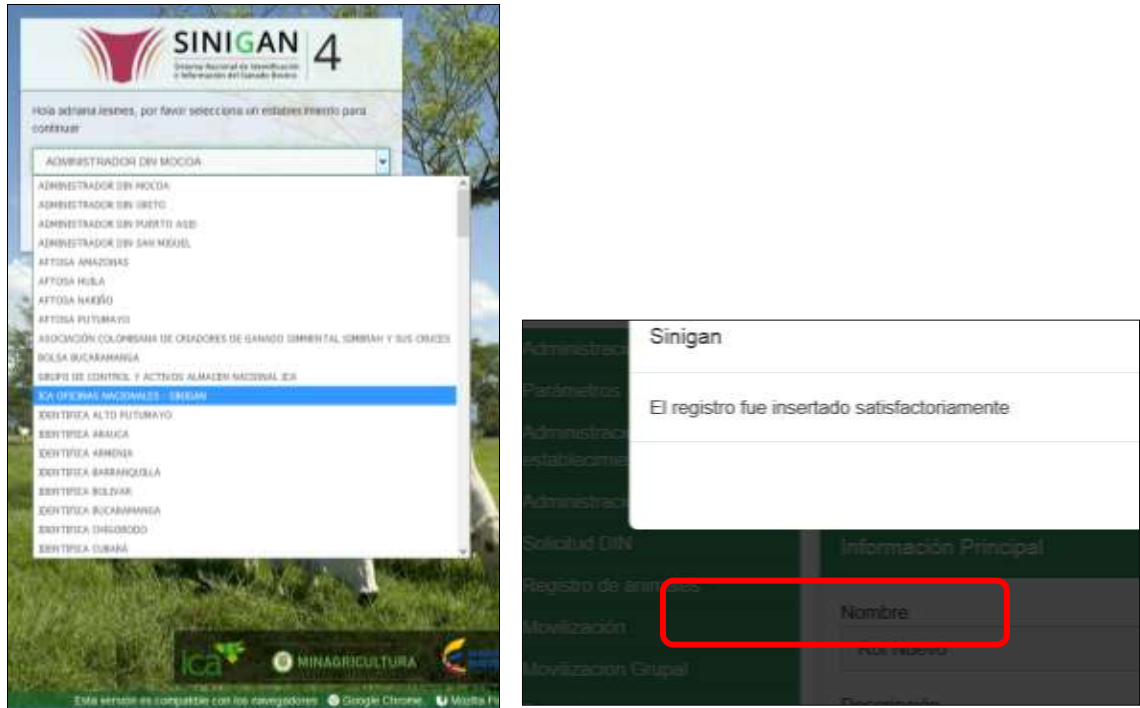 SINIGAN 4
Sistema Nacional de Identificación
e Información del Ganado Bovino
Hola adriana lesmes, por favor selecciona un establecimiento para
continuar
ADMINISTRADOR DIN MOCOA
ADMINISTRADOR DIN MOCOA
ADMINISTRADOR DIN ORITO
ADMINISTRADOR DIN PUERTO ASIS
ADMINISTRADOR DIN SAN MIGUEL
AFTOSA AMAZONAS
AFTOSA HUILA
AFTOSA NARIÑO
AFTOSA PUTUMAYO
ASOCIACIÓN COLOMBIANA DE CRIADORES DE GANADO SIMMENTAL SIMBRAH Y SUS CRUCES
BOLSA BUCARAMANGA
GRUPO DE CONTROL Y ACTIVOS ALMACEN NACIONAL ICA
ICA OFICINAS NACIONALES - SINIGAN
IDENTIFICA ALTO PUTUMAYO
IDENTIFICA ARAUCA
IDENTIFICA ARMENIA
IDENTIFICA BARRANQUILLA
IDENTIFICA BOLIVAR
IDENTIFICA BUCARAMANGA
IDENTIFICA CHIGORODO
IDENTIFICA CUBARÁ
ica
MINAGRICULTURA
Esta versión es compatible con los navegadores Google Chrome, Mozilla
Sinigan
El registro fue insertado satisfactoriamente
Parámetros
Solicitud DIN
Registro de animales
Movilización
Movilizacion Grupal
Información Principal
Nombre
Rol Nuevo
Descripción